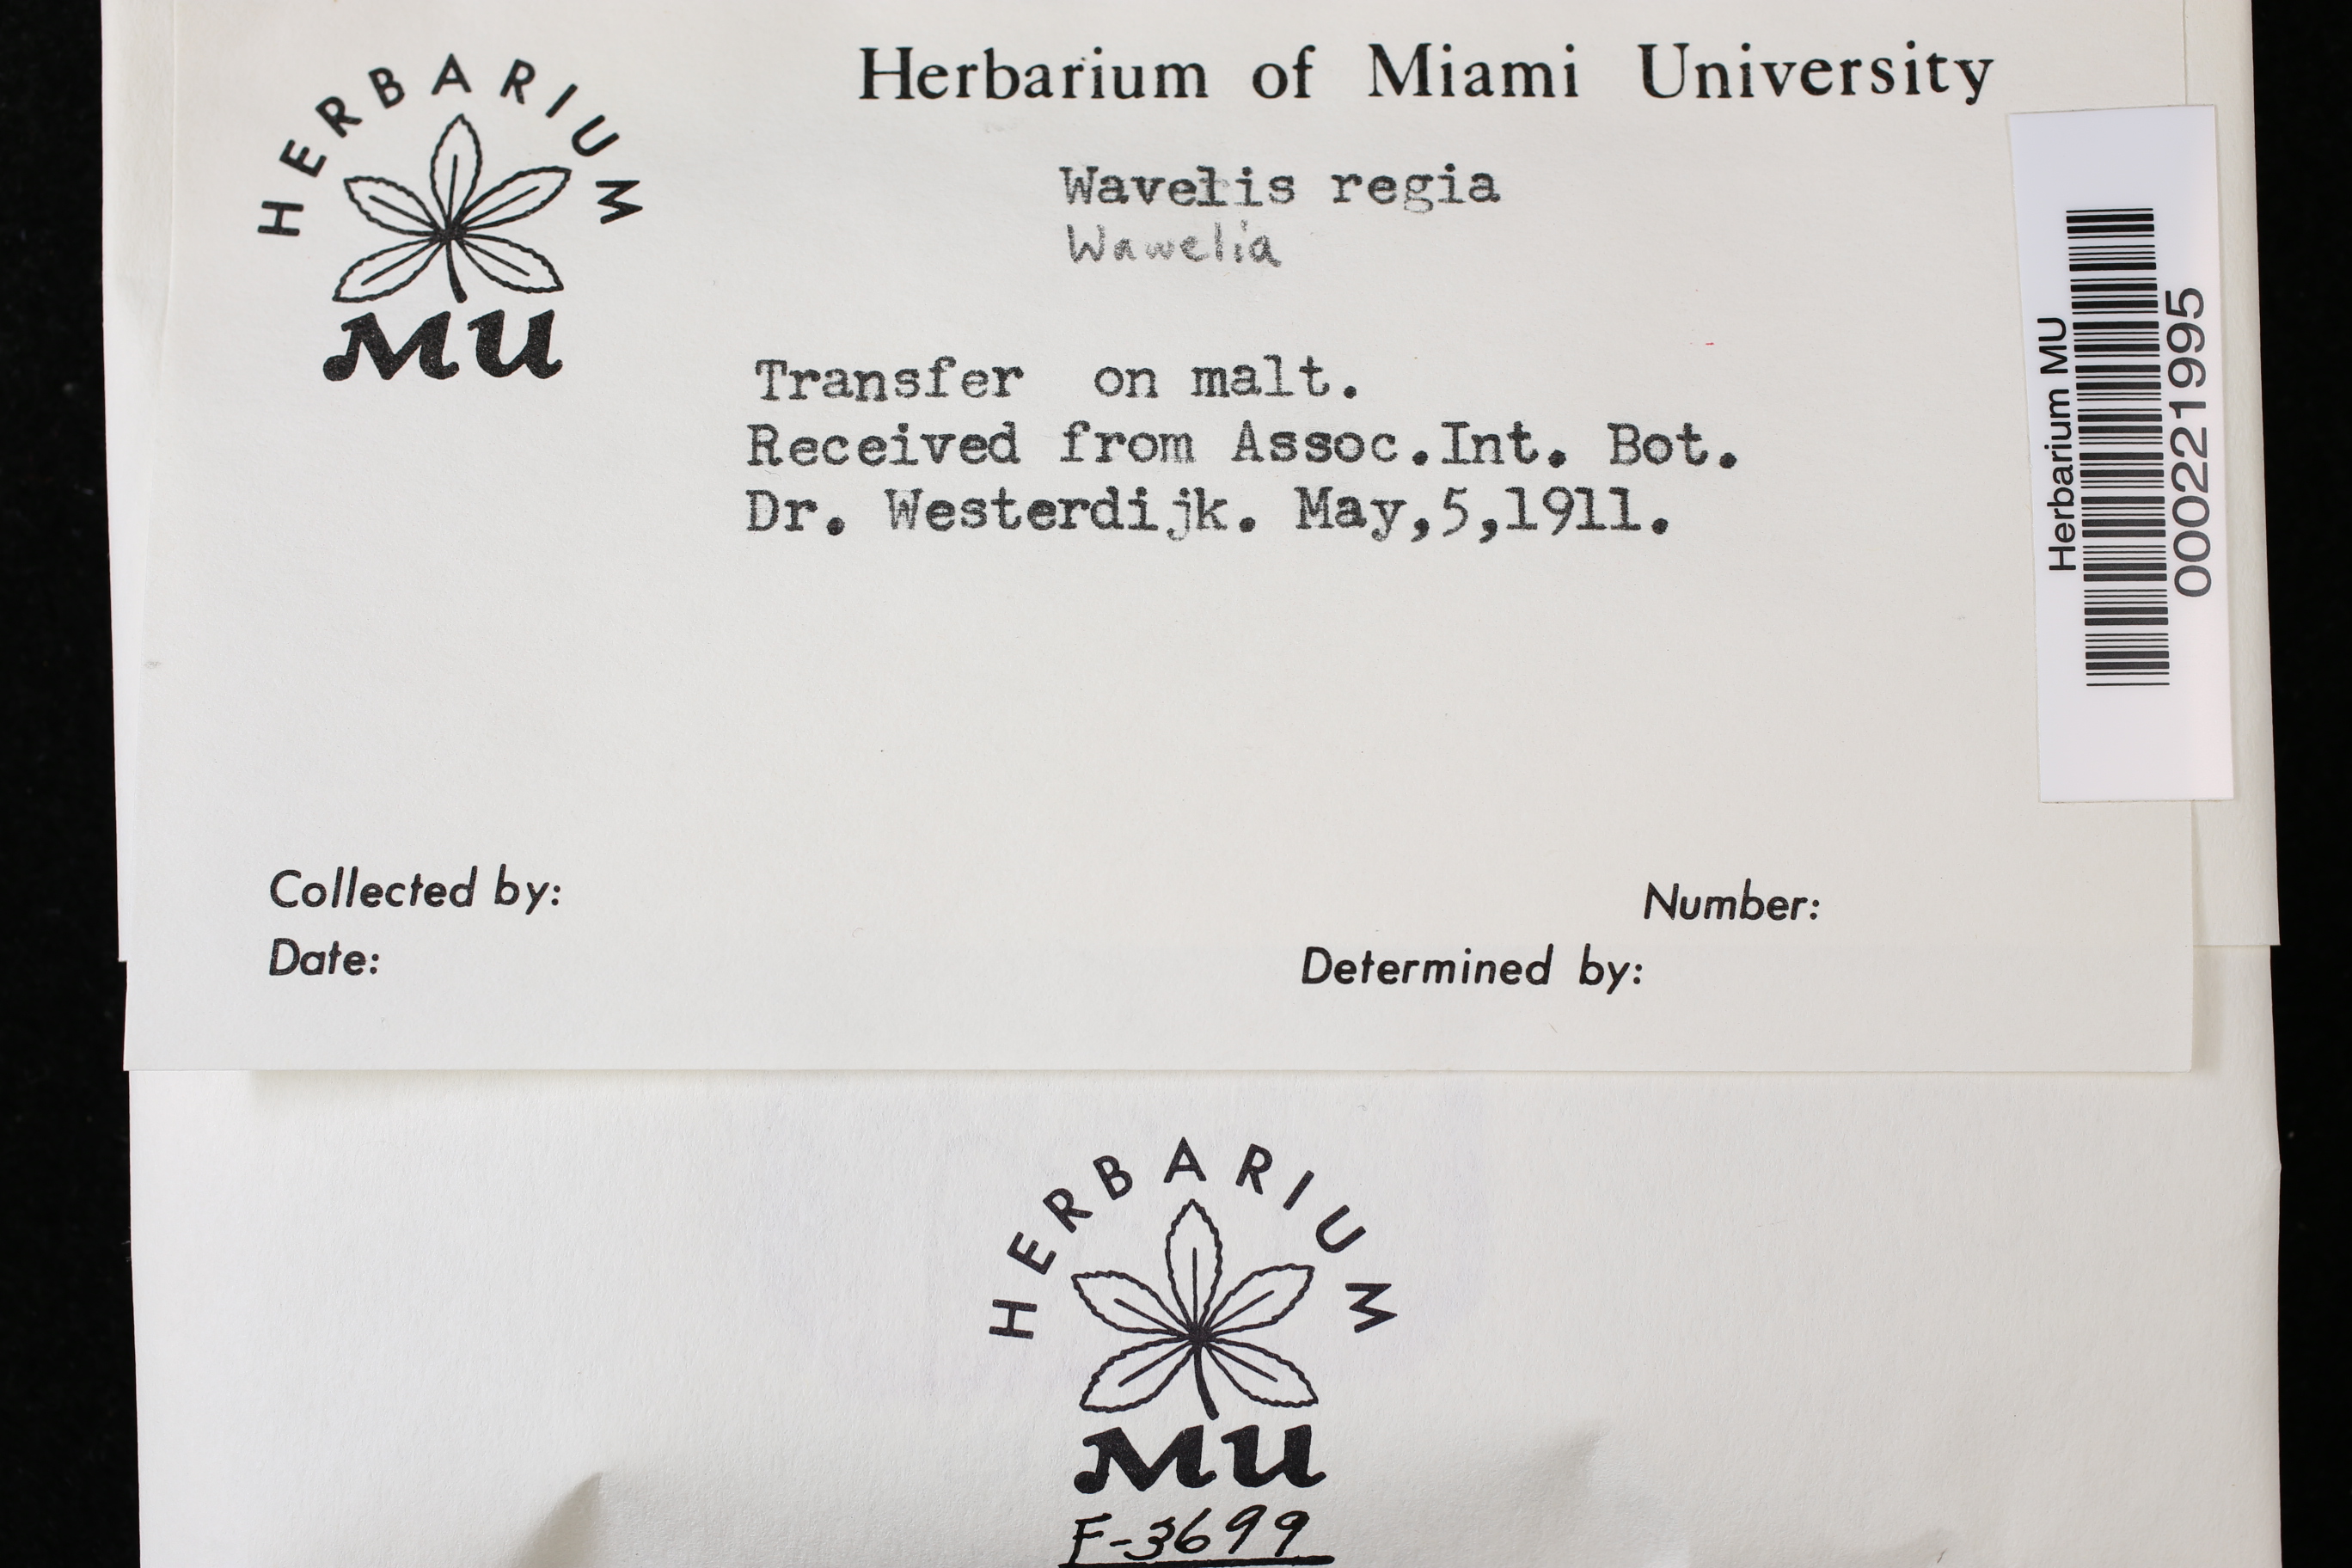 HERBARIUM
MU
Herbarium of Miami University
Wavelis regia
Wawelia
Transfer on malt.
Received from Assoc.Int. Bot.
Dr. Westerdijk. May,5,1911.
Herbarium MU
000221995
Collected by:
Number:
Date:
Determined by:
HERBARIUM
MU
F-3699